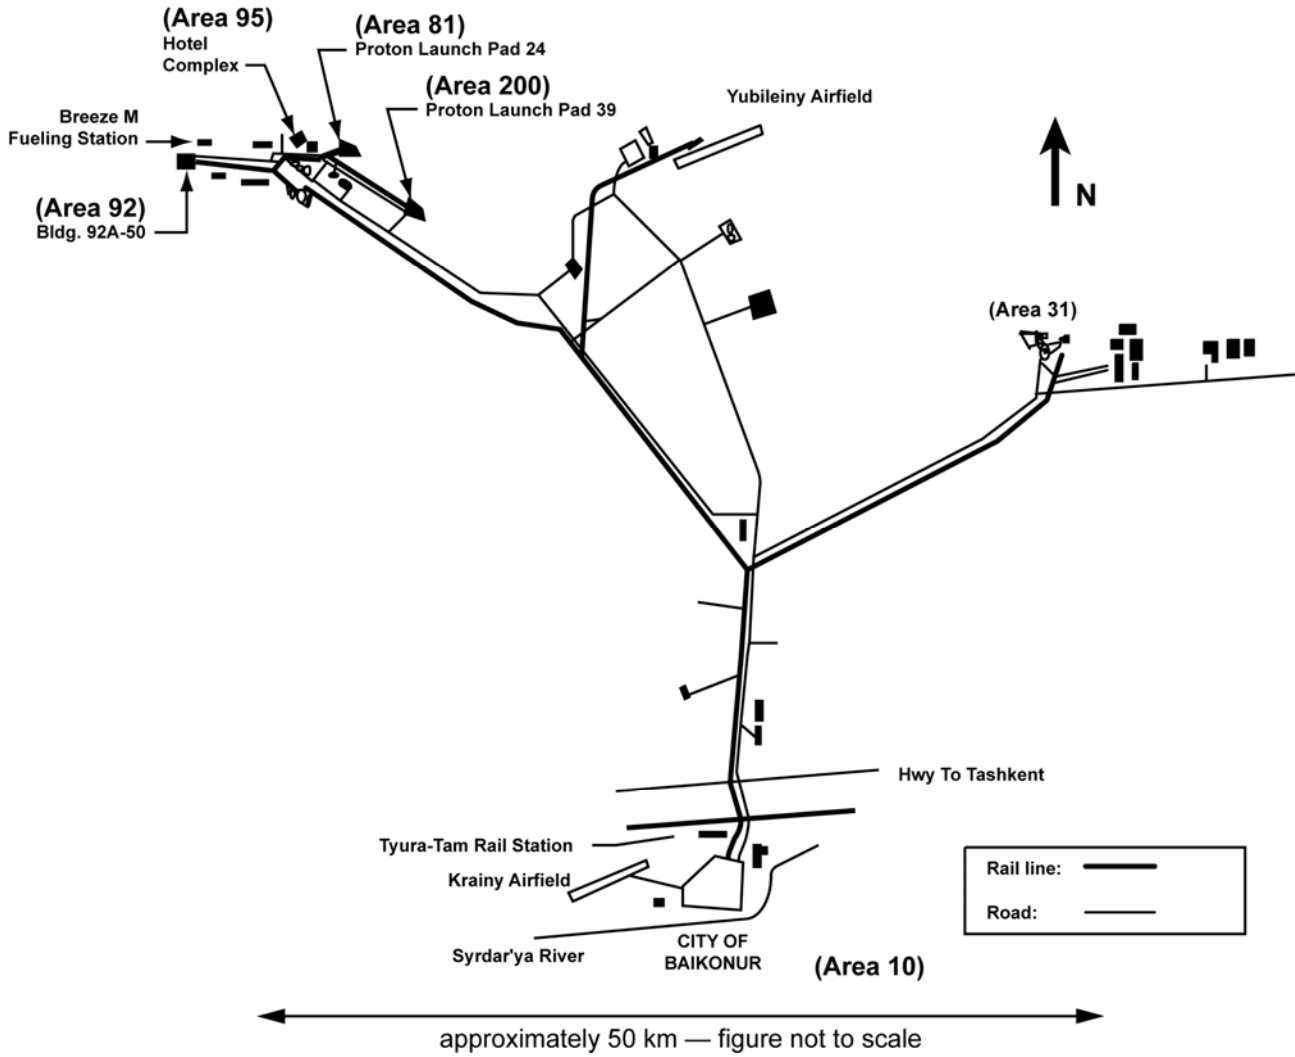 (Area 95)
Hotel
Complex
(Area 81)
Proton Launch Pad 24
(Area 200)
Proton Launch Pad 39
Yubileiny Airfield
Breeze M
Fueling Station
N
(Area 92)
Bldg. 92A-50
(Area 31)
Hwy To Tashkent
Tyura-Tam Rail Station
Krainy Airfield
Rail line:
Road:
Syrdar'ya River
CITY OF
BAIKONUR
(Area 10)
approximately 50 km — figure not to scale